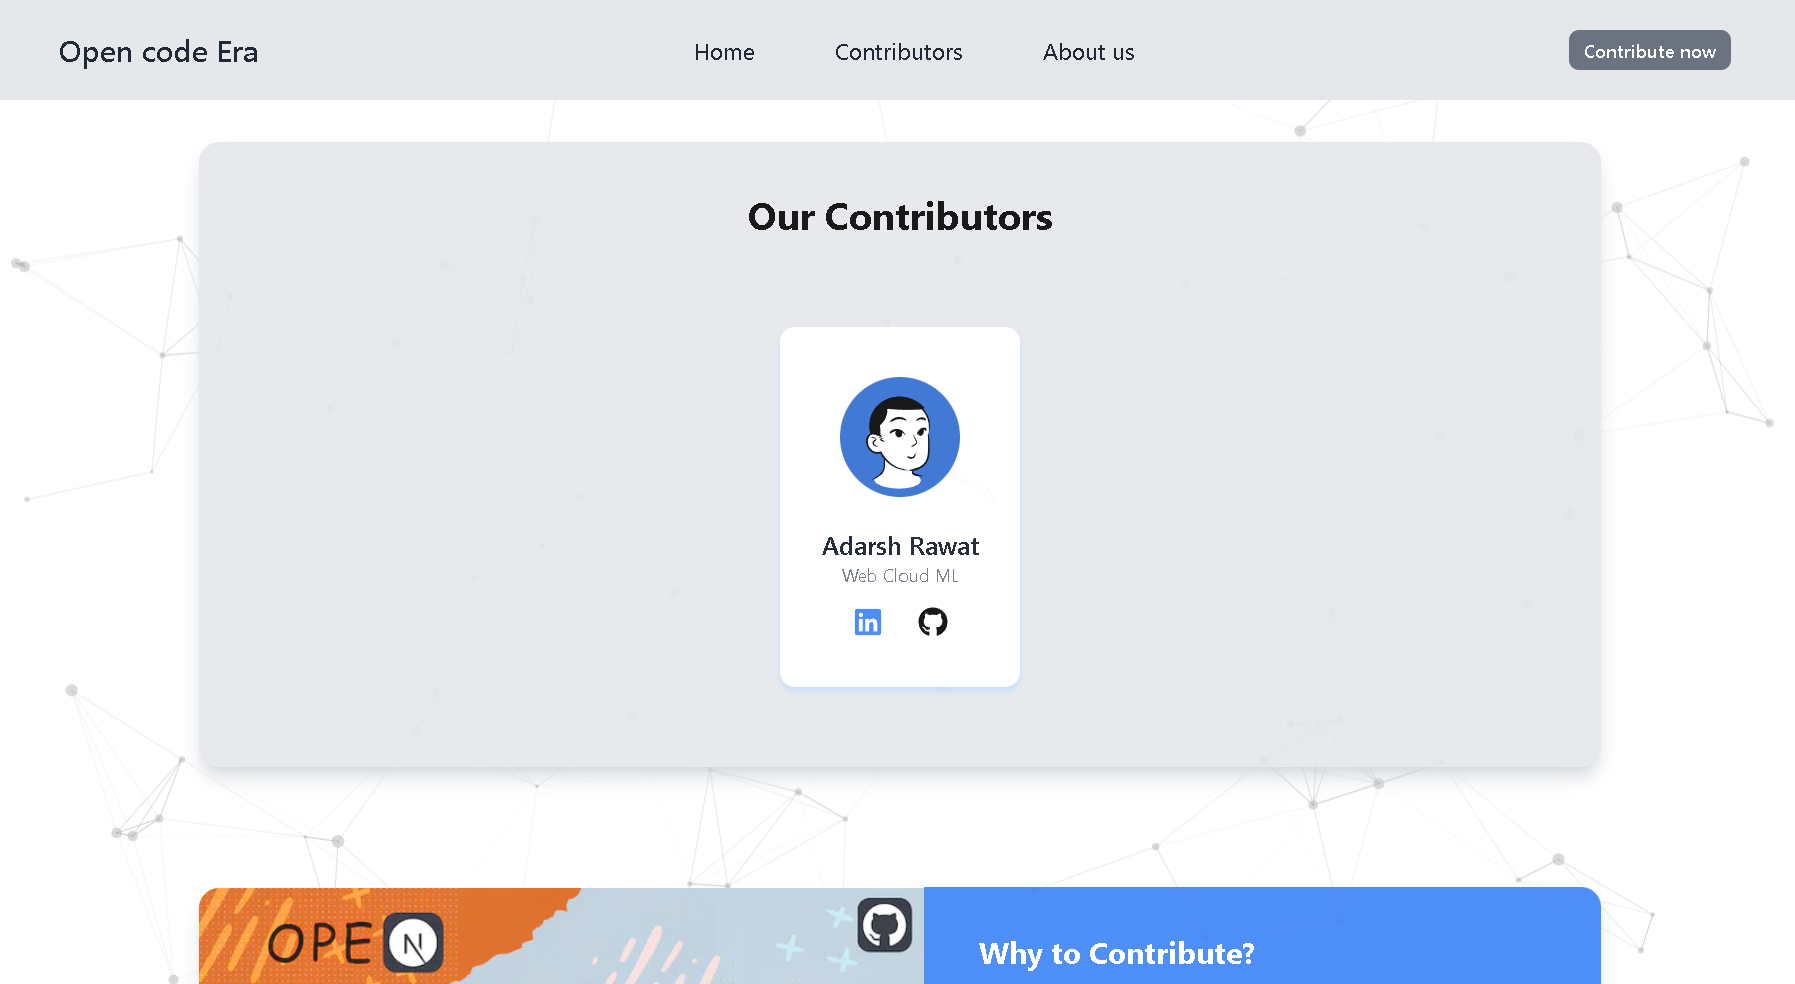 Open code Era
Home
Contributors
About us
Contribute now
Our Contributors
Adarsh Rawat
Web Cloud ML
in
OPE N
Why to Contribute?